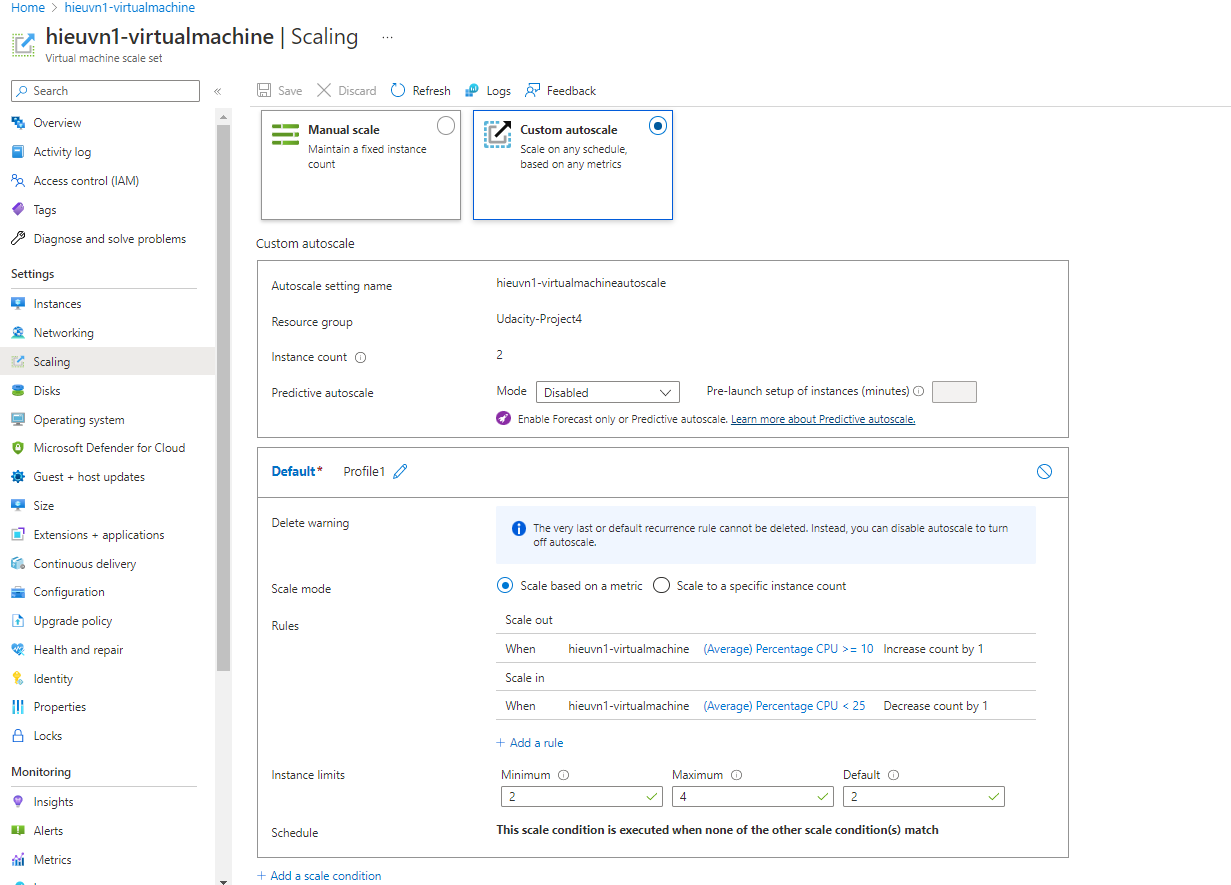 Home > hieuvn1-virtualmachine
hieuvn1-virtualmachine | Scaling ...
Virtual machine scale set
Search
«
Save
Discard
Refresh
Logs
Feedback
Overview
Activity log
Access control (IAM)
Tags
Diagnose and solve problems
Settings
Instances
Networking
Scaling
Disks
Operating system
Microsoft Defender for Cloud
Guest + host updates
Size
Extensions + applications
Continuous delivery
Configuration
Upgrade policy
Health and repair
Identity
Properties
Locks
Monitoring
Insights
Alerts
Metrics
Manual scale
Maintain a fixed instance
count
Custom autoscale
Scale on any schedule,
based on any metrics
Custom autoscale
Autoscale setting name hieuvn1-virtualmachineautoscale
Resource group Udacity-Project4
Instance count 2
Predictive autoscale Mode Disabled Pre-launch setup of instances (minutes)
Enable Forecast only or Predictive autoscale. Learn more about Predictive autoscale.
Default* Profile1
Delete warning
The very last or default recurrence rule cannot be deleted. Instead, you can disable autoscale to turn
off autoscale.
Scale mode Scale based on a metric Scale to a specific instance count
Rules
Scale out
When hieuvn1-virtualmachine (Average) Percentage CPU >= 10 Increase count by 1
Scale in
When hieuvn1-virtualmachine (Average) Percentage CPU < 25 Decrease count by 1
+ Add a rule
Instance limits Minimum Maximum Default
2 4 2
Schedule This scale condition is executed when none of the other scale condition(s) match
+ Add a scale condition